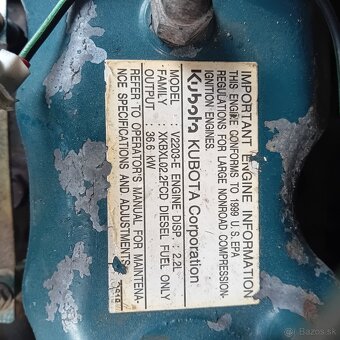 IMPORTANT ENGINE INFORMATION
THIS ENGINE CONFORMS TO 1999 U.S. EPA
REGULATIONS FOR LARGE NONROAD COMPRESSION-
IGNITION ENGINES.
Kubota KUBOTA Corporation
MODEL : V2203-E ENGINE DISP. : 2.2L
FAMILY : XKBXL02.2FCD DIESEL FUEL ONLY
OUTPUT : 35.6 kW
REFER TO OPERATOR'S MANUAL FOR MAINTENA-
NCE SPECIFICATIONS AND ADJUSTMENTS.
bazos.sk